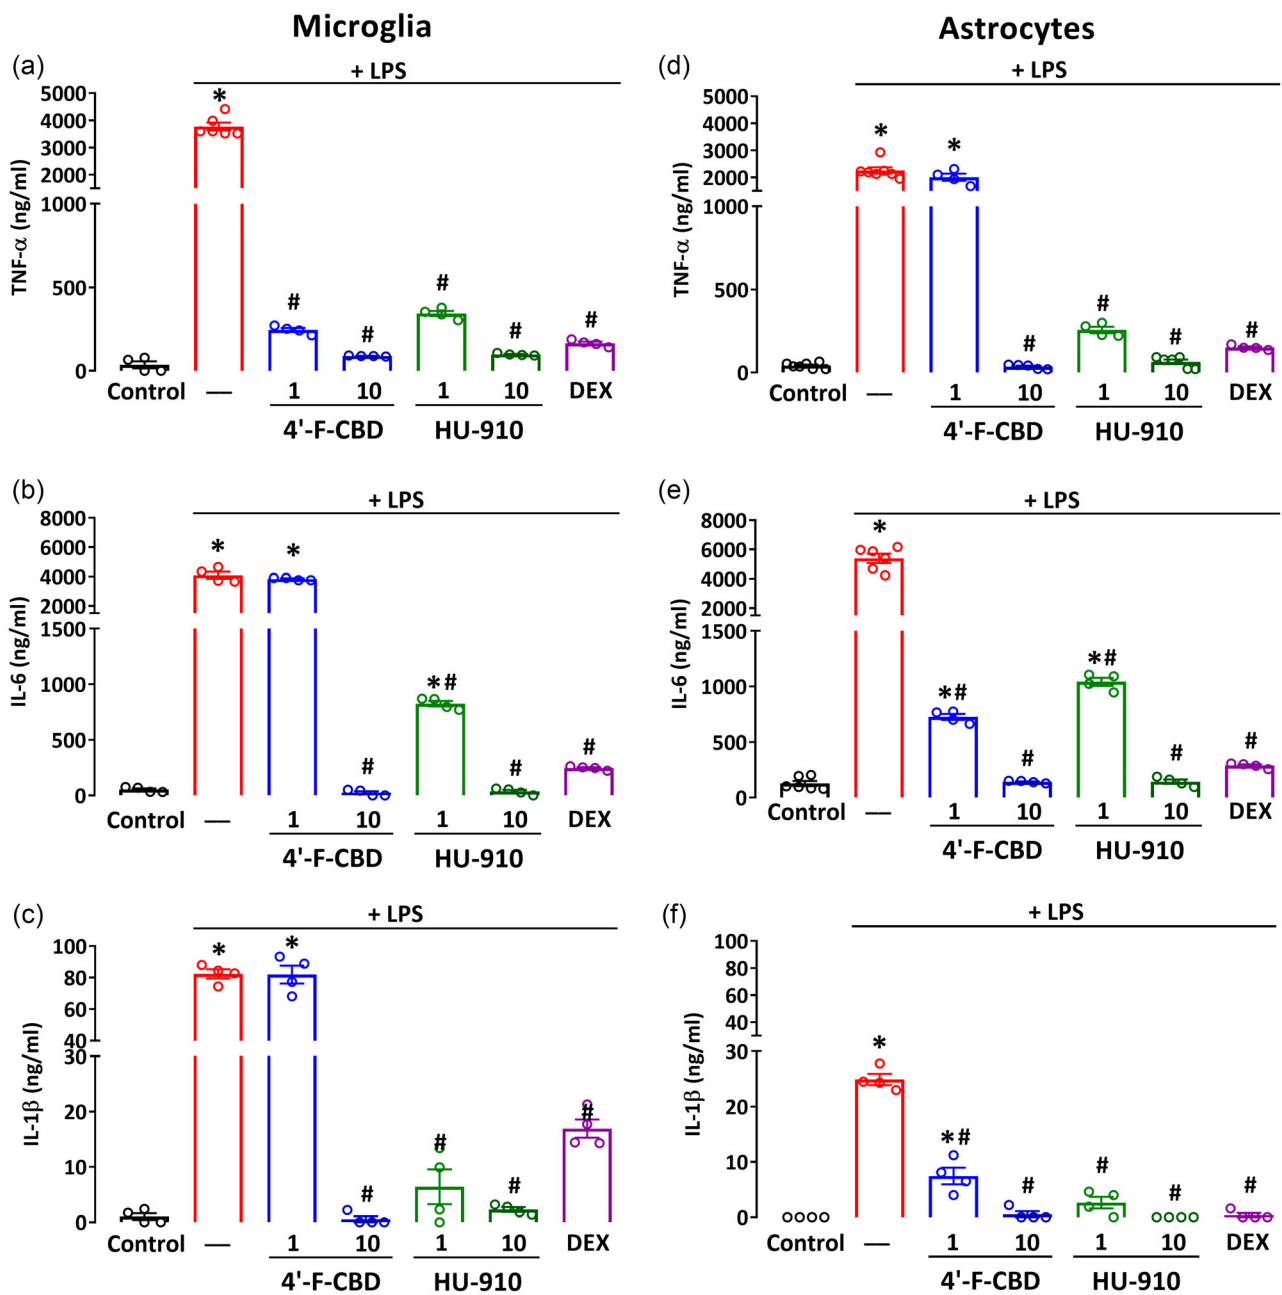 Microglia
Astrocytes
(a)
+ LPS
TNF-α (ng/ml)
5000
4000
3000
2000
1000
500
0
*
#
#
#
#
#
Control
—
1
10
1
10
DEX
4'-F-CBD
HU-910
(d)
+ LPS
TNF-α (ng/ml)
5000
4000
3000
2000
1000
500
0
*
*
#
#
#
#
Control
—
1
10
1
10
DEX
4'-F-CBD
HU-910
(b)
+ LPS
IL-6 (ng/ml)
8000
6000
4000
2000
1500
1000
500
0
*
*
#
*#
#
#
Control
—
1
10
1
10
DEX
4'-F-CBD
HU-910
(e)
+ LPS
IL-6 (ng/ml)
8000
6000
4000
2000
1500
1000
500
0
*
*#
#
*#
#
#
Control
—
1
10
1
10
DEX
4'-F-CBD
HU-910
(c)
+ LPS
IL-1β (ng/ml)
100
80
60
40
30
20
10
0
*
*
#
#
#
#
Control
—
1
10
1
10
DEX
4'-F-CBD
HU-910
(f)
+ LPS
IL-1β (ng/ml)
100
80
60
40
30
20
10
0
*
*#
#
#
#
#
Control
—
1
10
1
10
DEX
4'-F-CBD
HU-910